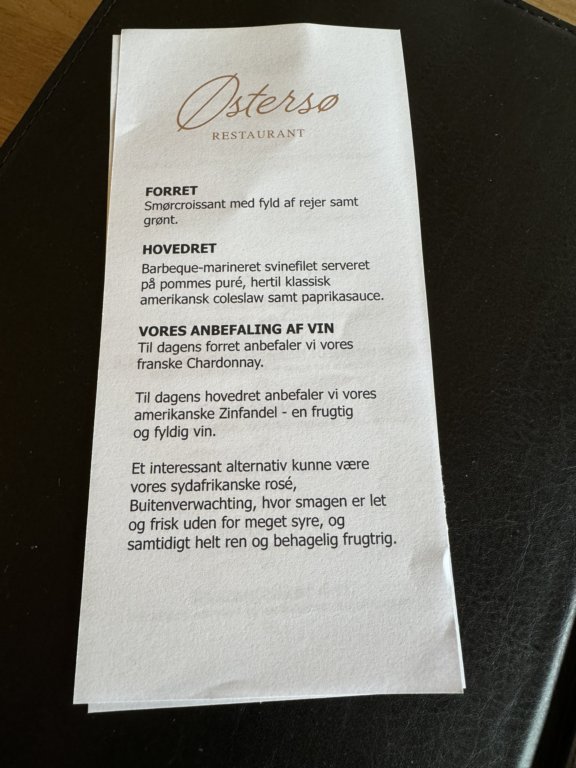 Østersø
RESTAURANT
FORRET
Smørcroissant med fyld af rejer samt
grønt.
HOVEDRET
Barbeque-marineret svinefilet serveret
på pommes puré, hertil klassisk
amerikansk coleslaw samt paprikasauce.
VORES ANBEFALING AF VIN
Til dagens forret anbefaler vi vores
franske Chardonnay.
Til dagens hovedret anbefaler vi vores
amerikanske Zinfandel - en frugtig
og fyldig vin.
Et interessant alternativ kunne være
vores sydafrikanske rosé,
Buitenverwachting, hvor smagen er let
og frisk uden for meget syre, og
samtidigt helt ren og behagelig frugtrig.